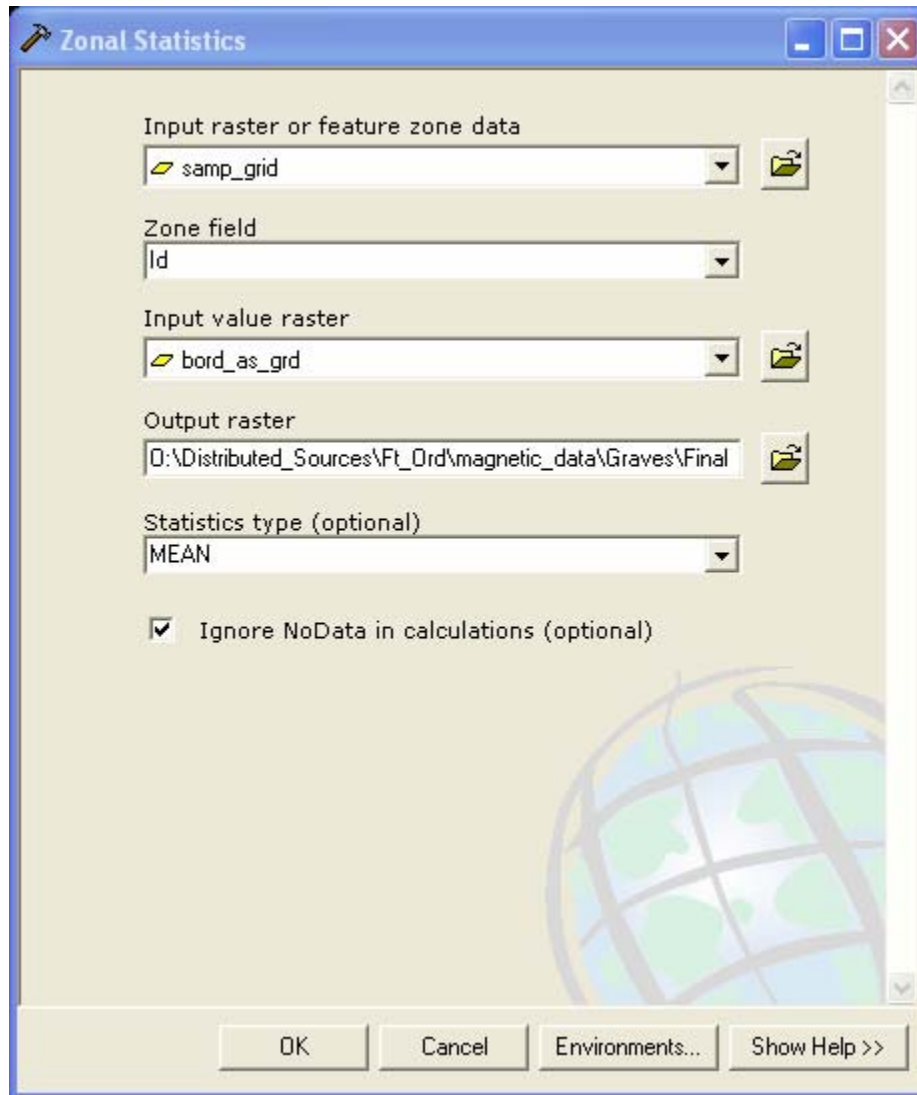 Zonal Statistics
Input raster or feature zone data
samp_grid
Zone field
Id
Input value raster
bord_as_grd
Output raster
O:\Distributed_Sources\Ft_Ord\magnetic_data\Graves\Final
Statistics type (optional)
MEAN
Ignore NoData in calculations (optional)
OK
Cancel
Environments...
Show Help >>